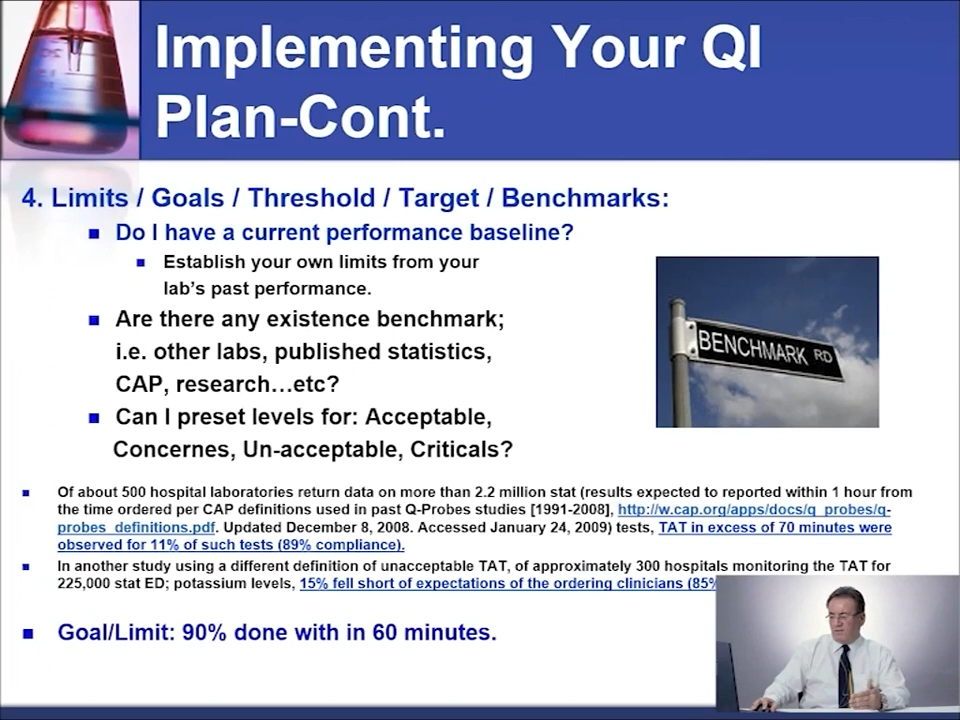 Implementing Your QI
Plan-Cont.
4. Limits / Goals / Threshold / Target / Benchmarks:
Do I have a current performance baseline?
Establish your own limits from your
lab's past performance.
Are there any existence benchmark;
i.e. other labs, published statistics,
CAP, research…etc?
Can I preset levels for: Acceptable,
Concernes, Un-acceptable, Criticals?
BENCHMARK RD
Of about 500 hospital laboratories return data on more than 2.2 million stat (results expected to reported within 1 hour from
the time ordered per CAP definitions used in past Q-Probes studies [1991-2008], http://w.cap.org/apps/docs/q_probes/q-
probes_definitions.pdf. Updated December 8, 2008. Accessed January 24, 2009) tests, TAT in excess of 70 minutes were
observed for 11% of such tests (89% compliance).
In another study using a different definition of unacceptable TAT, of approximately 300 hospitals monitoring the TAT for
225,000 stat ED; potassium levels, 15% fell short of expectations of the ordering clinicians (85%
Goal/Limit: 90% done with in 60 minutes.